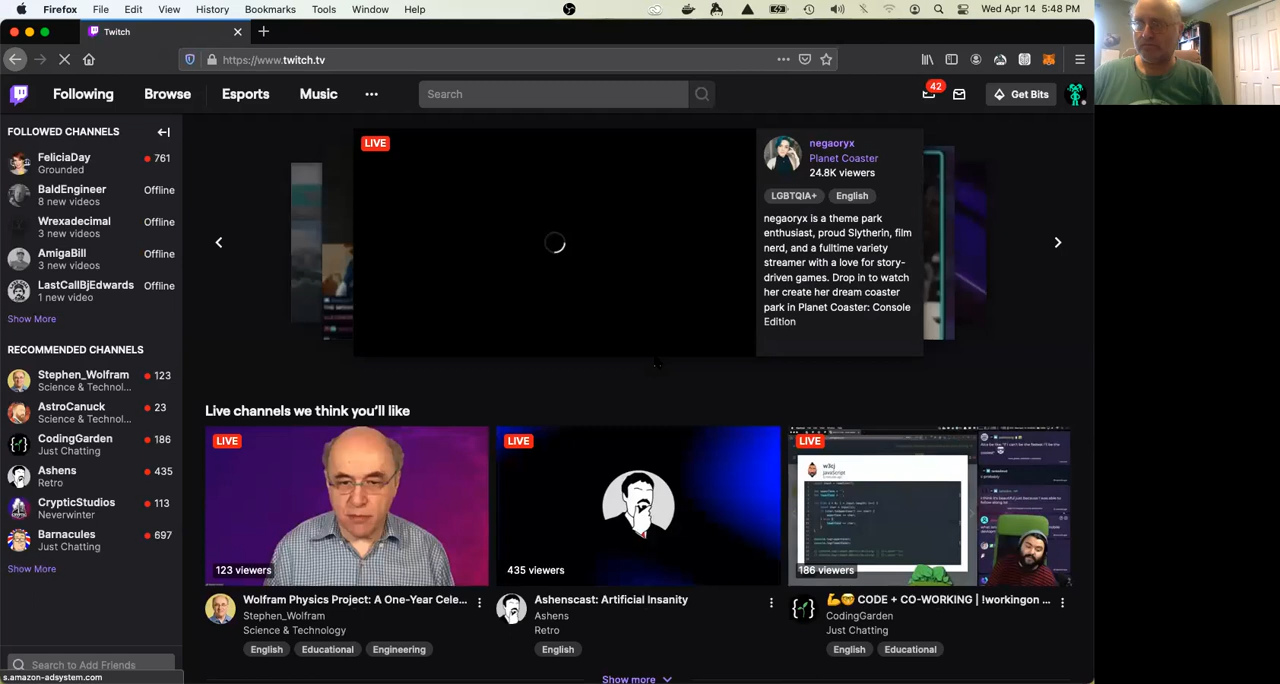 Firefox File Edit View History Bookmarks Tools Window Help Wed Apr 14 5:48 PM
Twitch
https://www.twitch.tv
Following Browse Esports Music Search 42 Get Bits
FOLLOWED CHANNELS
FeliciaDay 761
Grounded
BaldEngineer Offline
8 new videos
Wrexadecimal Offline
3 new videos
AmigaBill Offline
3 new videos
LastCallBjEdwards Offline
1 new video
Show More
RECOMMENDED CHANNELS
Stephen_Wolfram 123
Science & Technol...
AstroCanuck 23
Science & Technol...
CodingGarden 186
Just Chatting
Ashens 435
Retro
CrypticStudios 113
Neverwinter
Barnacules 697
Just Chatting
Show More
Search to Add Friends
s.amazon-adsystem.com
LIVE
negaoryx
Planet Coaster
24.8K viewers
LGBTQIA+ English
negaoryx is a theme park
enthusiast, proud Slytherin, film
nerd, and a fulltime variety
streamer with a love for story-
driven games. Drop in to watch
her create her dream coaster
park in Planet Coaster: Console
Edition
Live channels we think you'll like
LIVE
123 viewers
Wolfram Physics Project: A One-Year Cele...
Stephen_Wolfram
Science & Technology
English Educational Engineering
LIVE
435 viewers
Ashenscast: Artificial Insanity
Ashens
Retro
English
LIVE
w3cj
JavaScript
186 viewers
CODE + CO-WORKING | !workingon ...
CodingGarden
Just Chatting
English Educational
Show more